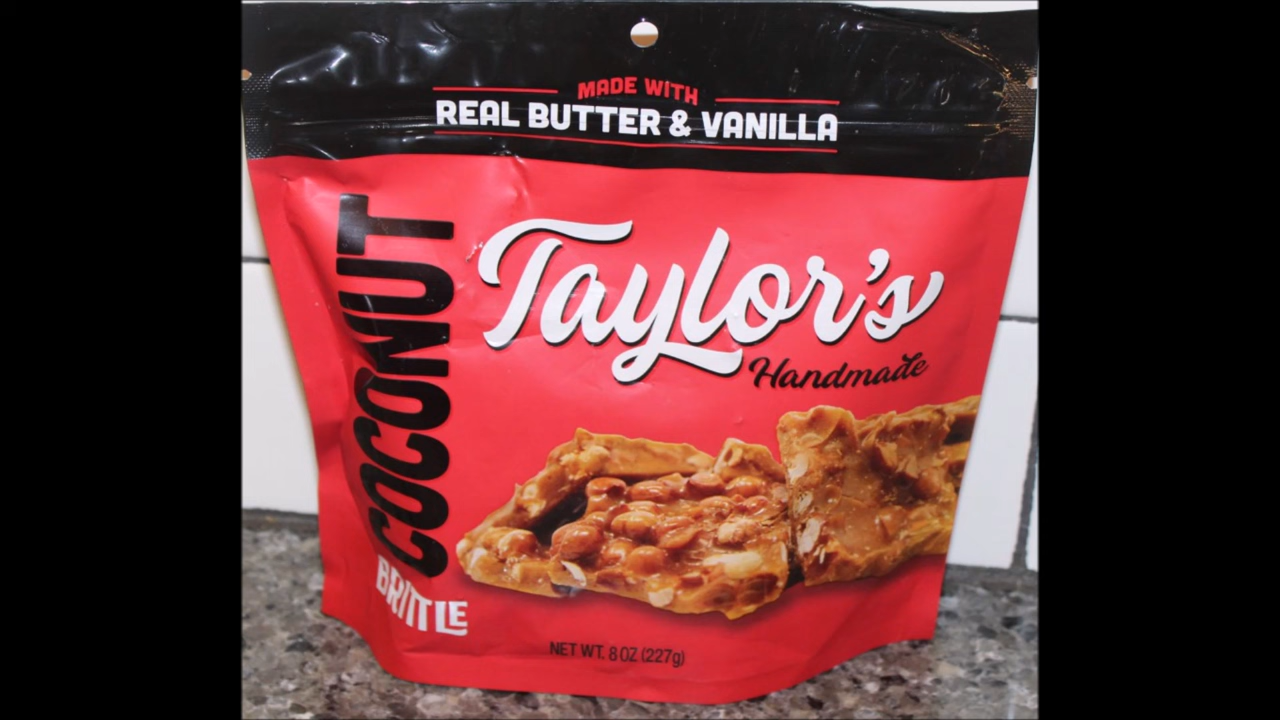 MADE WITH
REAL BUTTER & VANILLA
COCONUT
BRITTLE
Taylor's
Handmade
NET WT. 8 OZ (227g)